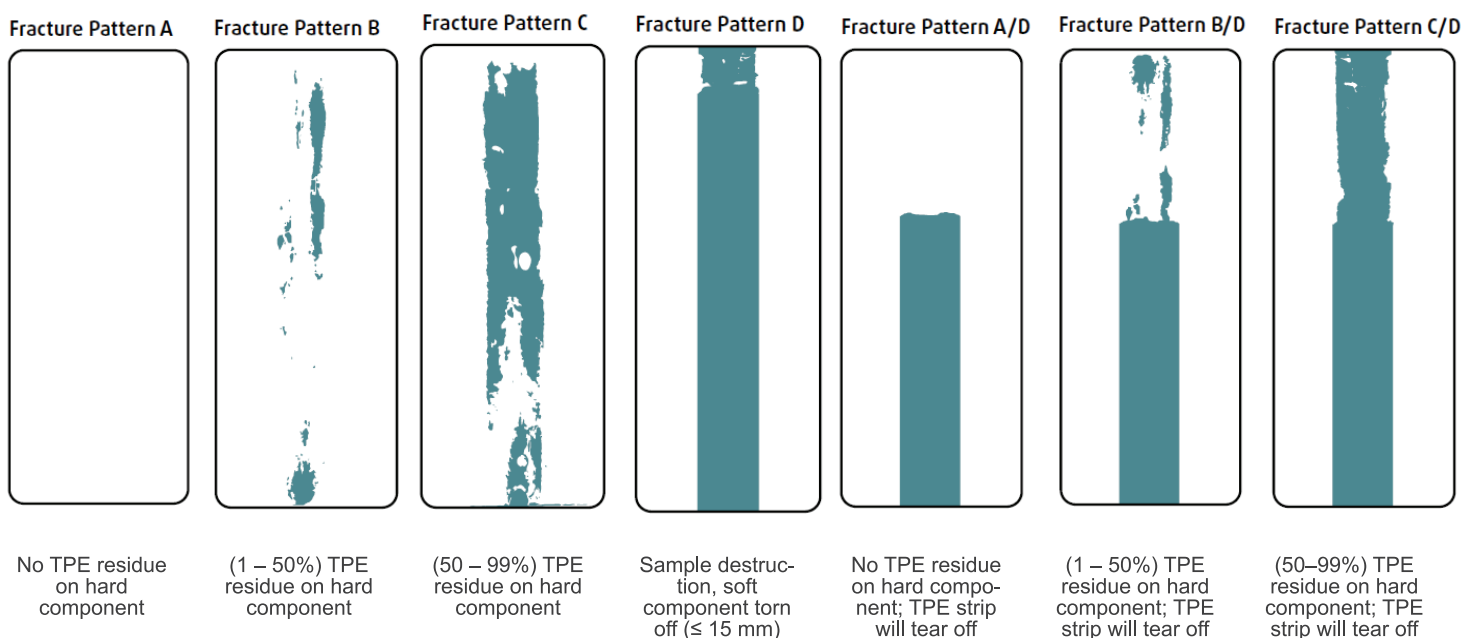 Fracture Pattern A
Fracture Pattern B
Fracture Pattern C
Fracture Pattern D
Fracture Pattern A/D
Fracture Pattern B/D
Fracture Pattern C/D
No TPE residue
on hard
component
(1 – 50%) TPE
residue on hard
component
(50 – 99%) TPE
residue on hard
component
Sample destruc-
tion, soft
component torn
off (≤ 15 mm)
No TPE residue
on hard compo-
nent; TPE strip
will tear off
(1 – 50%) TPE
residue on hard
component; TPE
strip will tear off
(50–99%) TPE
residue on hard
component; TPE
strip will tear off